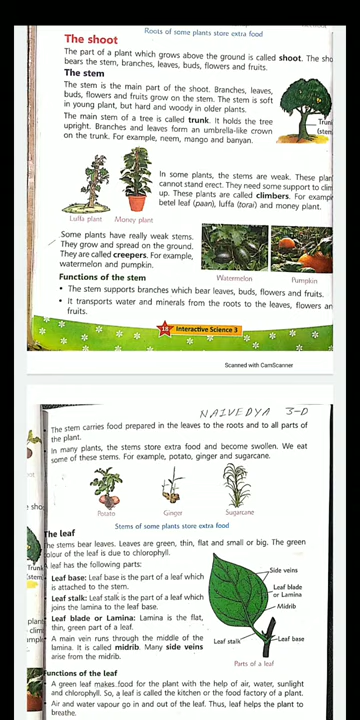 Roots of some plants store extra food
The shoot
The part of a plant which grows above the ground is called shoot. The
bears the stem, branches, leaves, buds, flowers and fruits.
The stem
The stem is the main part of the shoot. Branches, leaves,
buds, flowers and fruits grow on the stem. The stem is soft
in young plant, but hard and woody in older plants.
The main stem of a tree is called trunk. It holds the tree
upright. Branches and leaves form an umbrella-like crown
on the trunk. For example, neem, mango and banyan.
In some plants, the stems are weak. These
cannot stand erect. They need some support to
up. These plants are called climbers. For
betel leaf (paan), luffa (torai) and money plant.
Luffa plant Money plant
Some plants have really weak stems.
They grow and spread on the ground.
They are called creepers. For example,
watermelon and pumpkin.
Watermelon Pumpkin
Functions of the stem
• The stem supports branches which bear leaves, buds, flowers and fruits.
• It transports water and minerals from the roots to the leaves, flowers
fruits.
18 Interactive Science 3
Scanned with CamScanner
NAIVEDYA 3-D
The stem carries food prepared in the leaves to the roots and to all parts of
the plant.
In many plants, the stems store extra food and become swollen. We eat
some of these stems. For example, potato, ginger and sugarcane.
Potato Ginger Sugarcane
Stems of some plants store extra food
The leaf
The stems bear leaves. Leaves are green, thin, flat and small or big. The green
colour of the leaf is due to chlorophyll.
A leaf has the following parts:
Leaf base: Leaf base is the part of a leaf which
is attached to the stem.
Leaf stalk: Leaf stalk is the part of a leaf which
joins the lamina to the leaf base.
Leaf blade or Lamina: Lamina is the flat,
thin, green part of a leaf.
A main vein runs through the middle of the
lamina. It is called midrib. Many side veins
arise from the midrib.
Side veins
Leaf blade
or Lamina
Midrib
Leaf stalk
Leaf base
Parts of a leaf
Functions of the leaf
A green leaf makes food for the plant with the help of air, water, sunlight
and chlorophyll. So, a leaf is called the kitchen or the food factory of a plant.
Air and water vapour go in and out of the leaf. Thus, leaf helps the plant to
breathe.